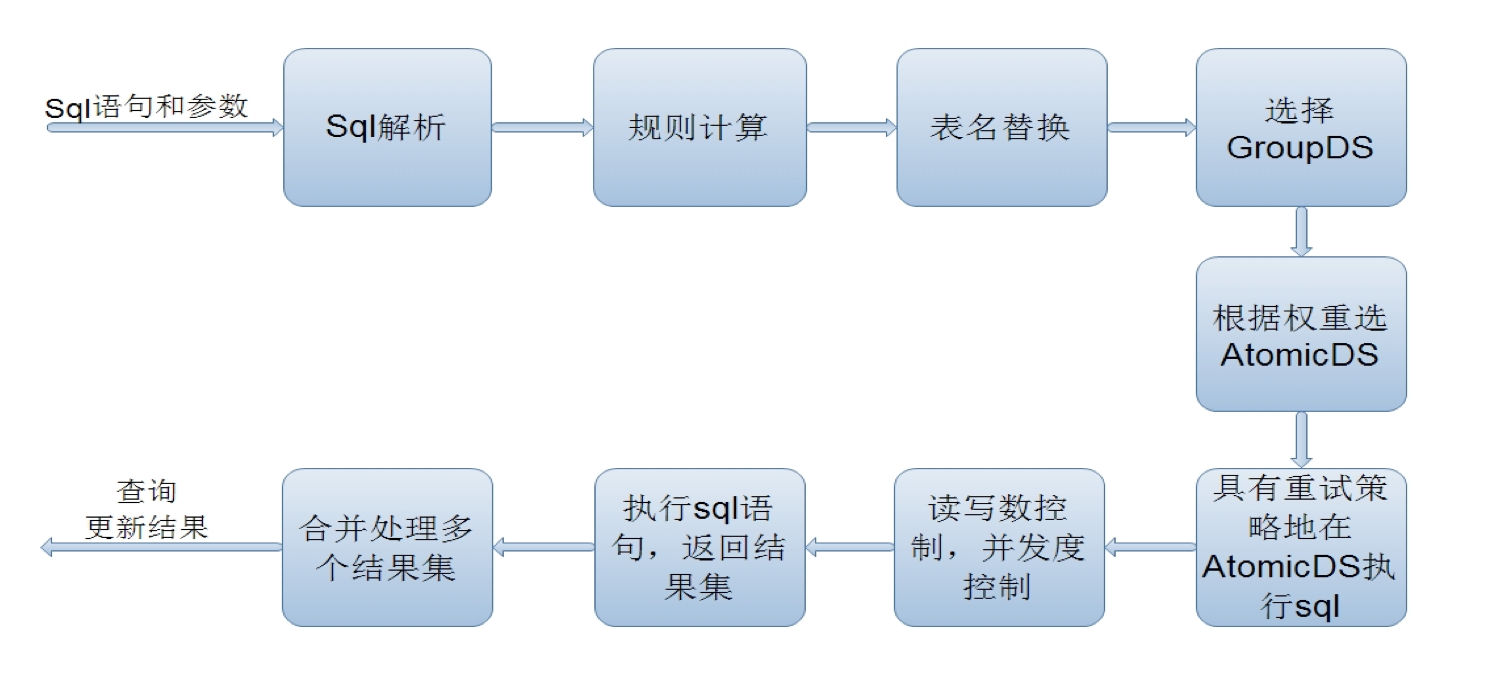 Sql语句和参数
Sql解析
规则计算
表名替换
选择
GroupDS
根据权重选
AtomicDS
具有重试策
略地在
AtomicDS执
行sql
读写数控
制，并发度
控制
执行sql语
句，返回结
果集
合并处理多
个结果集
查询
更新结果